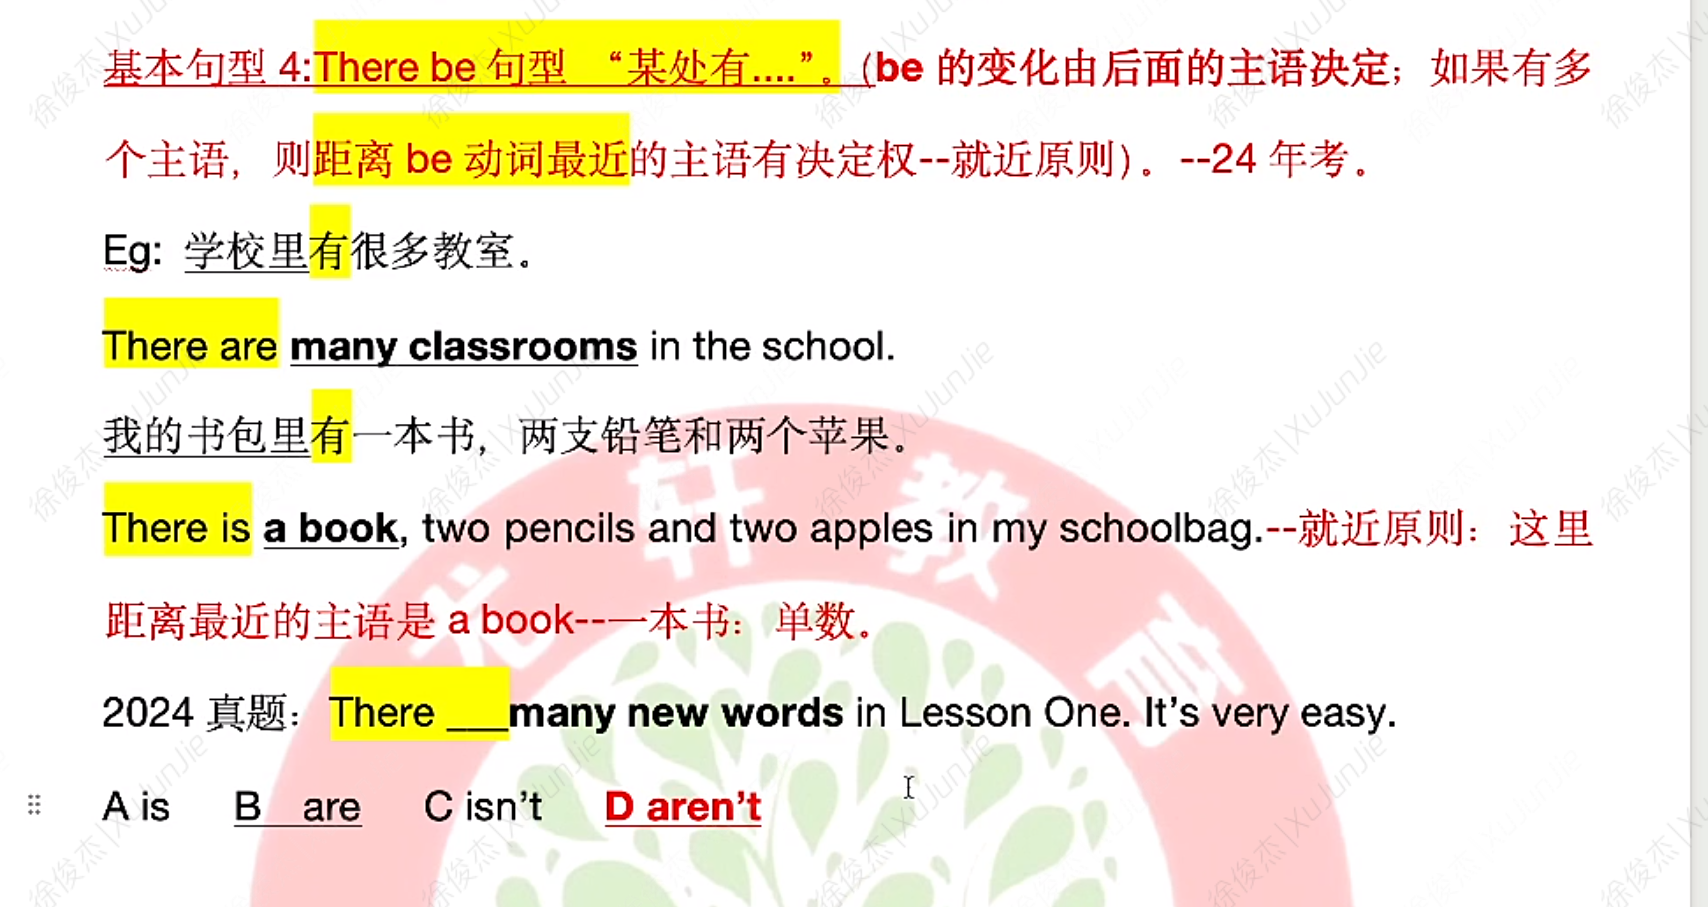 基本句型 4:There be 句型 “某处有....”。(be 的变化由后面的主语决定；如果有多
个主语，则距离 be 动词最近的主语有决定权--就近原则)。--24 年考。
Eg: 学校里有很多教室。
There are many classrooms in the school.
我的书包里有一本书，两支铅笔和两个苹果。
There is a book, two pencils and two apples in my schoolbag.--就近原则：这里
距离最近的主语是 a book--一本书：单数。
2024 真题：There ___many new words in Lesson One. It’s very easy.
A is B are C isn’t D aren’t
轩教育
徐俊杰|XuJunJie